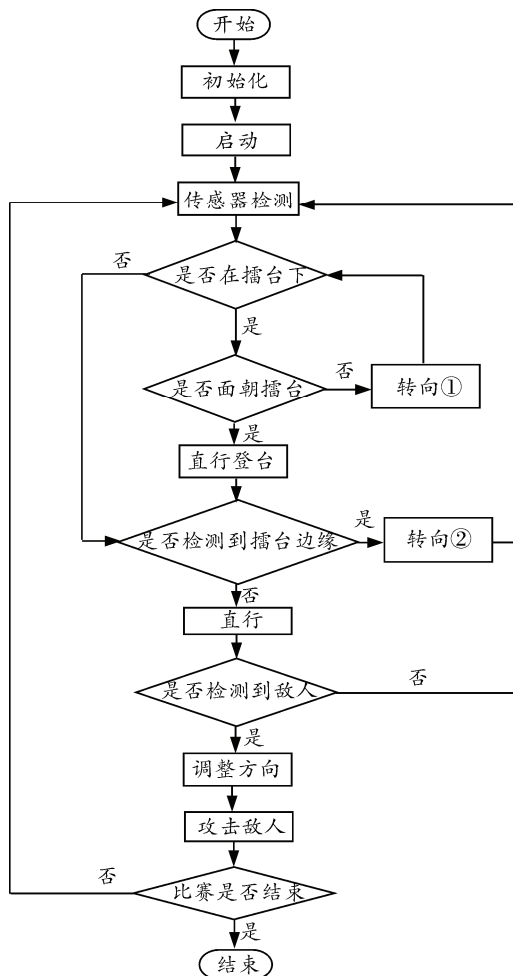 开始
初始化
启动
传感器检测
否
是否在擂台下
是
是否面朝擂台
否
转向①
是
直行登台
是否检测到擂台边缘
是
转向②
否
直行
是否检测到敌人
否
是
调整方向
攻击敌人
否
比赛是否结束
是
结束